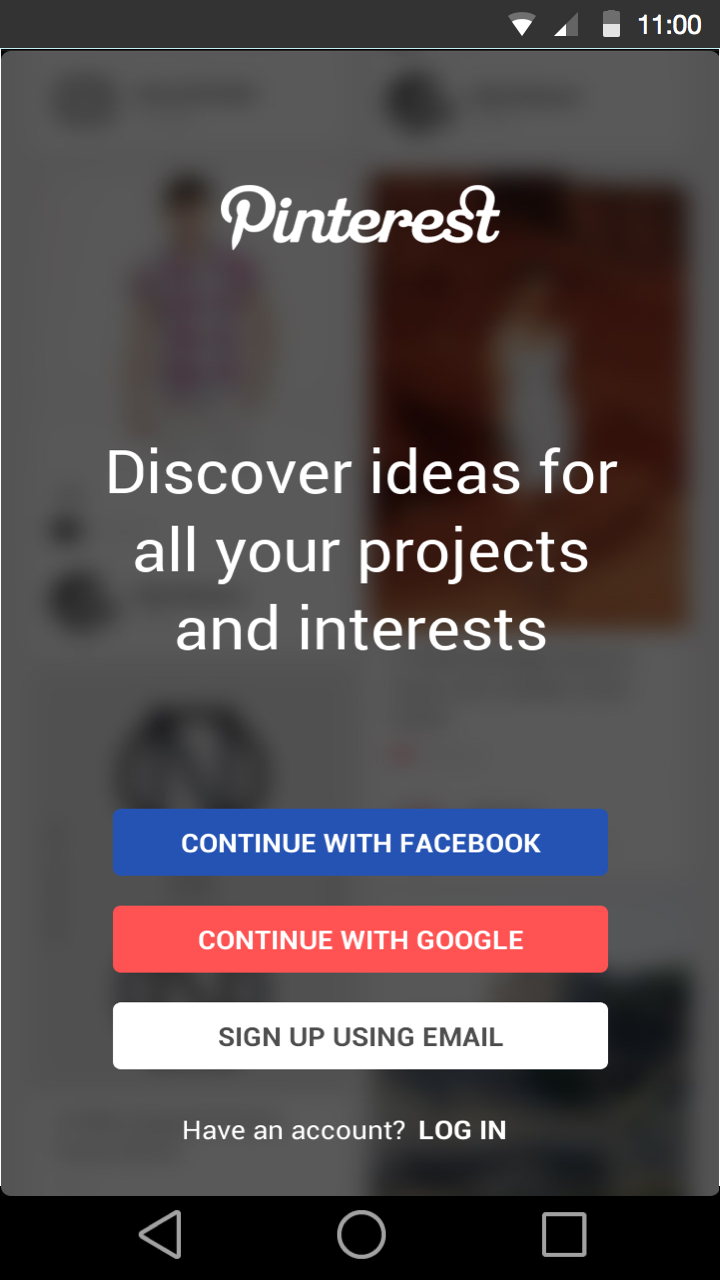 11:00
Pinterest
Discover ideas for
all your projects
and interests
CONTINUE WITH FACEBOOK
CONTINUE WITH GOOGLE
SIGN UP USING EMAIL
Have an account? LOG IN